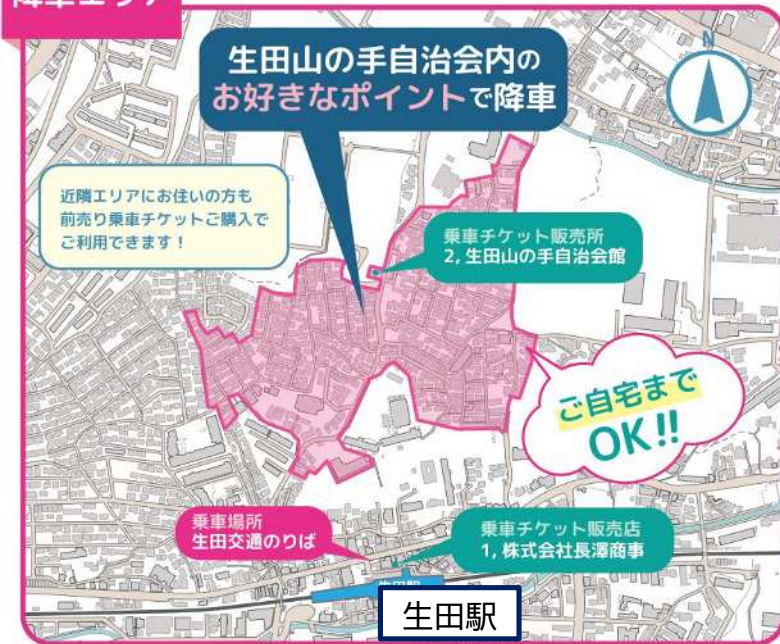 降車エリア
生田山の手自治会内の
お好きなポイントで降車
N
近隣エリアにお住いの方も
前売り乗車チケットご購入で
ご利用できます！
乗車チケット販売所
2, 生田山の手自治会館
ご自宅まで
OK!!
乗車場所
生田交通のりば
乗車チケット販売店
1, 株式会社長澤商事
生田駅
生田駅